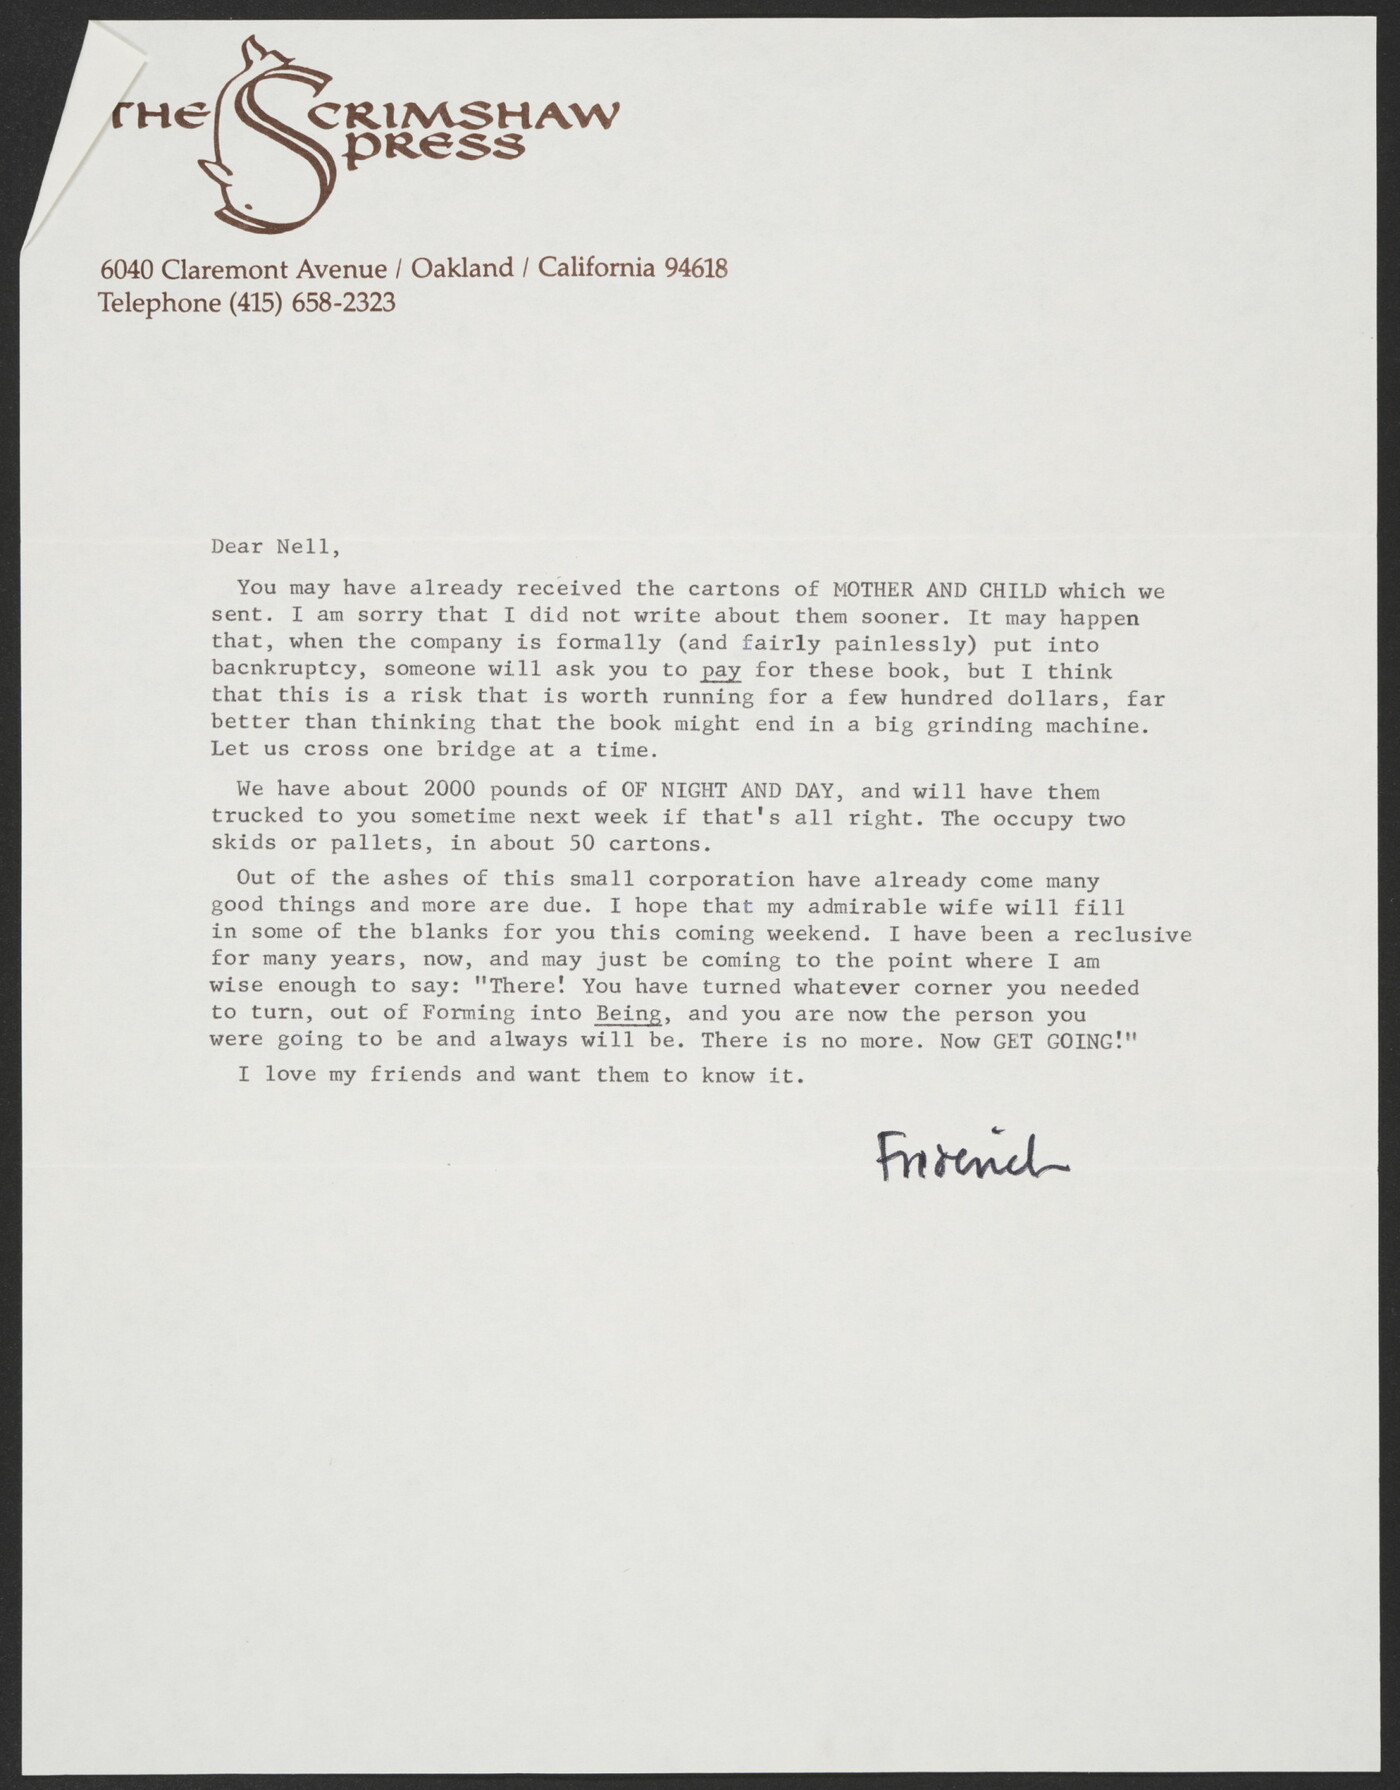 THE SCRIMSHAW
PRESS
6040 Claremont Avenue / Oakland / California 94618
Telephone (415) 658-2323
Dear Nell,
You may have already received the cartons of MOTHER AND CHILD which we
sent. I am sorry that I did not write about them sooner. It may happen
that, when the company is formally (and fairly painlessly) put into
bacnkruptcy, someone will ask you to pay for these book, but I think
that this is a risk that is worth running for a few hundred dollars, far
better than thinking that the book might end in a big grinding machine.
Let us cross one bridge at a time.
We have about 2000 pounds of OF NIGHT AND DAY, and will have them
trucked to you sometime next week if that's all right. The occupy two
skids or pallets, in about 50 cartons.
Out of the ashes of this small corporation have already come many
good things and more are due. I hope that my admirable wife will fill
in some of the blanks for you this coming weekend. I have been a reclusive
for many years, now, and may just be coming to the point where I am
wise enough to say: "There! You have turned whatever corner you needed
to turn, out of Forming into Being, and you are now the person you
were going to be and always will be. There is no more. Now GET GOING!"
I love my friends and want them to know it.